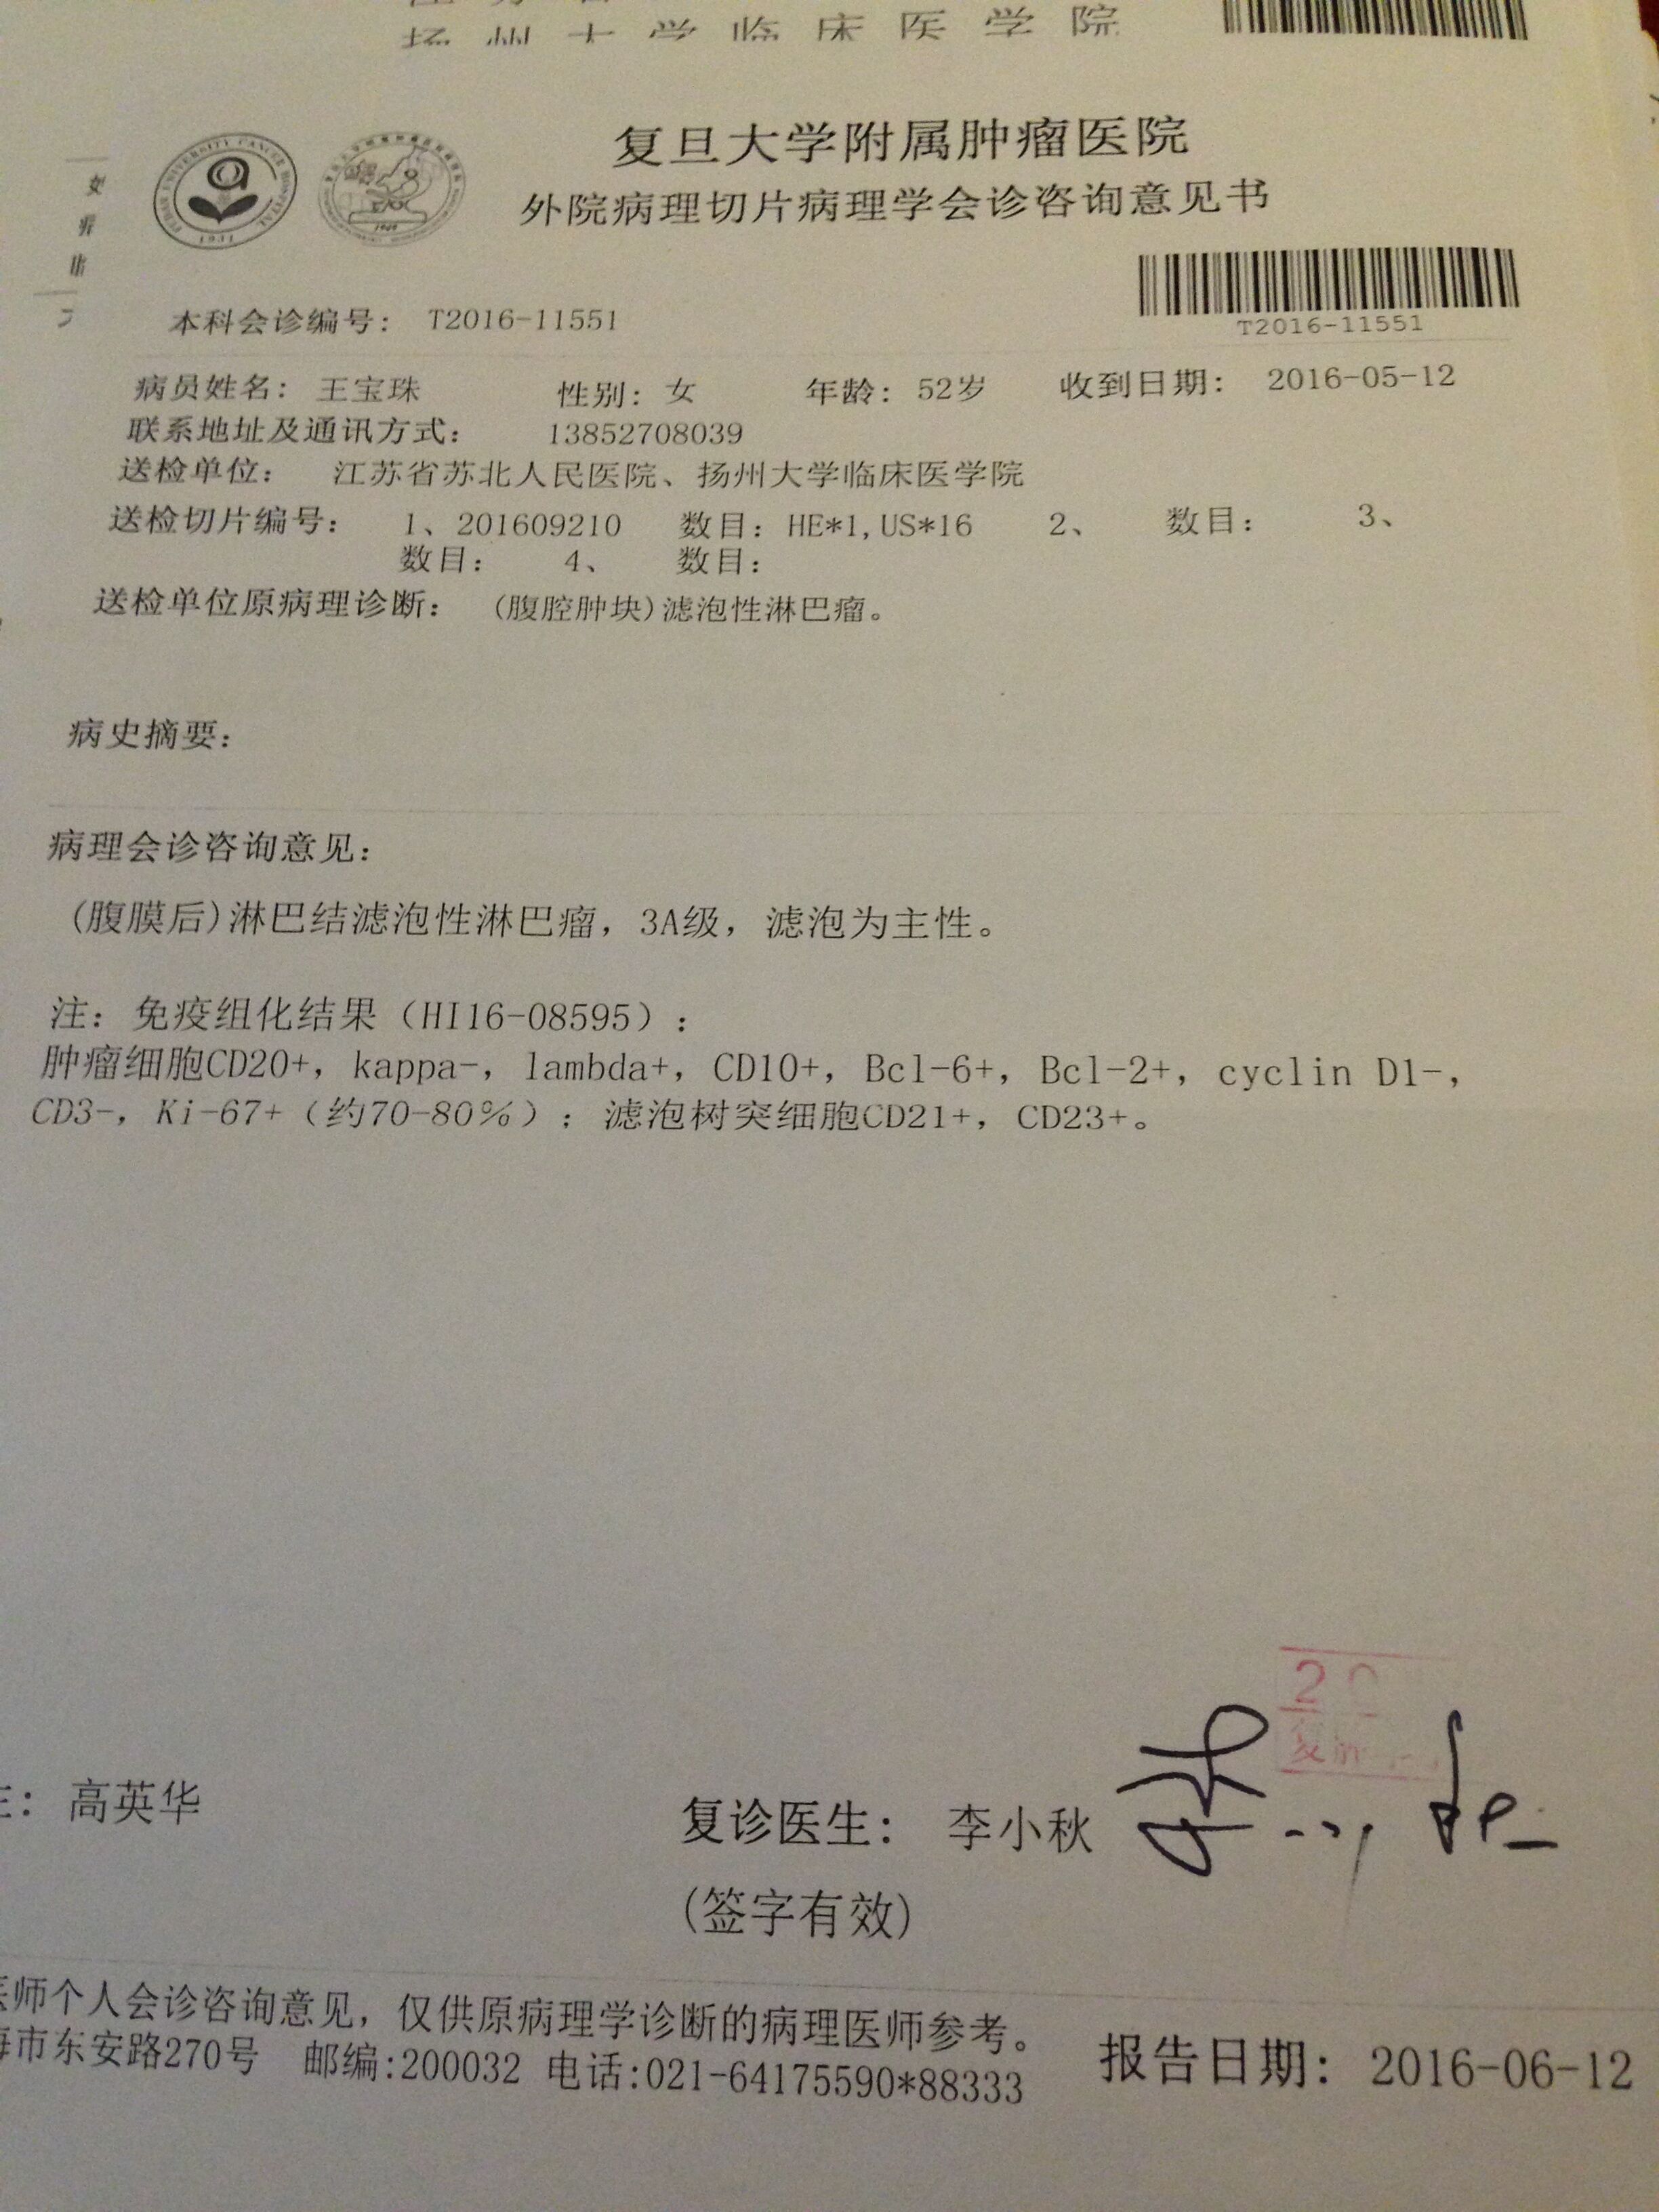 扬州大学临床医学院
复旦大学附属肿瘤医院
外院病理切片病理学会诊咨询意见书
1931
本科会诊编号： T2016-11551
T2016-11551
病员姓名： 王宝珠 性别： 女 年龄： 52岁 收到日期： 2016-05-12
联系地址及通讯方式： 13852708039
送检单位： 江苏省苏北人民医院、扬州大学临床医学院
送检切片编号： 1、201609210 数目：HE*1,US*16 2、 数目： 3、
数目： 4、 数目：
送检单位原病理诊断： (腹腔肿块)滤泡性淋巴瘤。
病史摘要：
病理会诊咨询意见：
(腹膜后)淋巴结滤泡性淋巴瘤，3A级，滤泡为主性。
注：免疫组化结果（HI16-08595）：
肿瘤细胞CD20+，kappa-，lambda+，CD10+，Bcl-6+，Bcl-2+，cyclin D1-，
CD3-，Ki-67+（约70-80%）；滤泡树突细胞CD21+，CD23+。
：高英华
复诊医生： 李小秋
(签字有效)
医师个人会诊咨询意见，仅供原病理学诊断的病理医师参考。
海市东安路270号 邮编:200032 电话:021-64175590*88333
报告日期： 2016-06-12